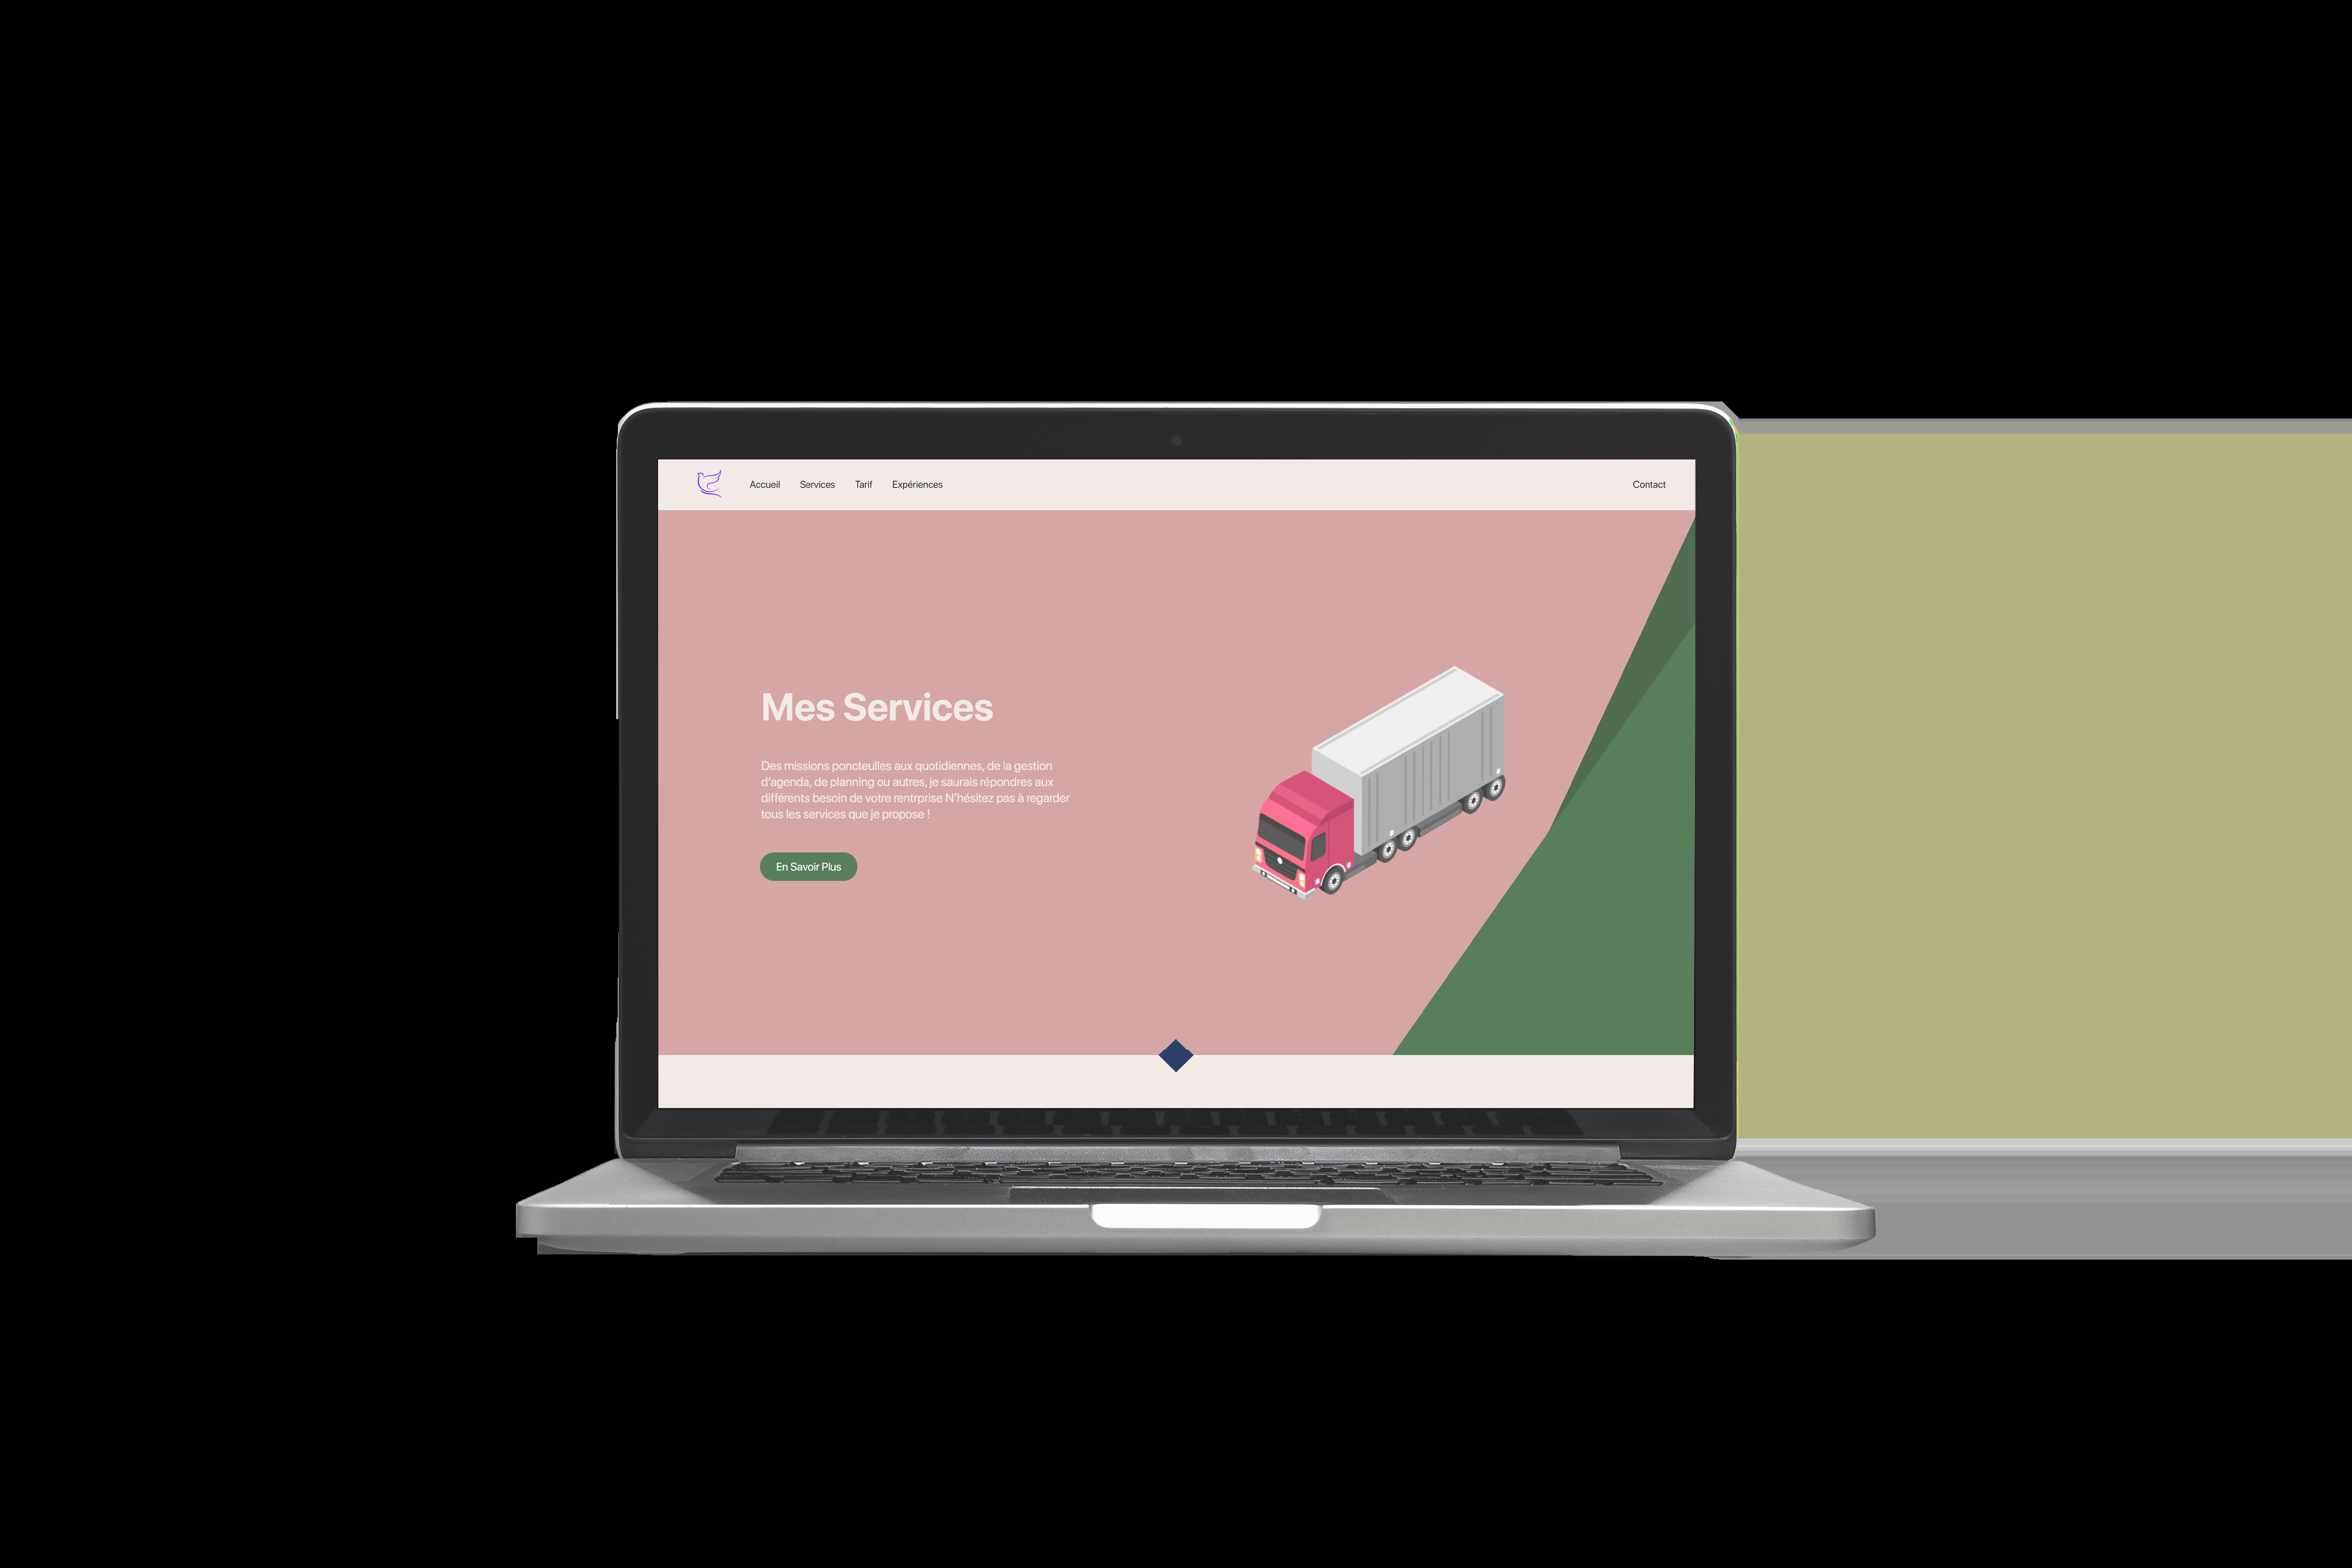 Accueil Services Tarif Expériences Contact
Mes Services
Des missions poncteulles aux quotidiennes, de la gestion
d'agenda, de planning ou autres, je saurais répondres aux
différents besoin de votre rentrprise N'hésitez pas à regarder
tous les services que je propose !
En Savoir Plus